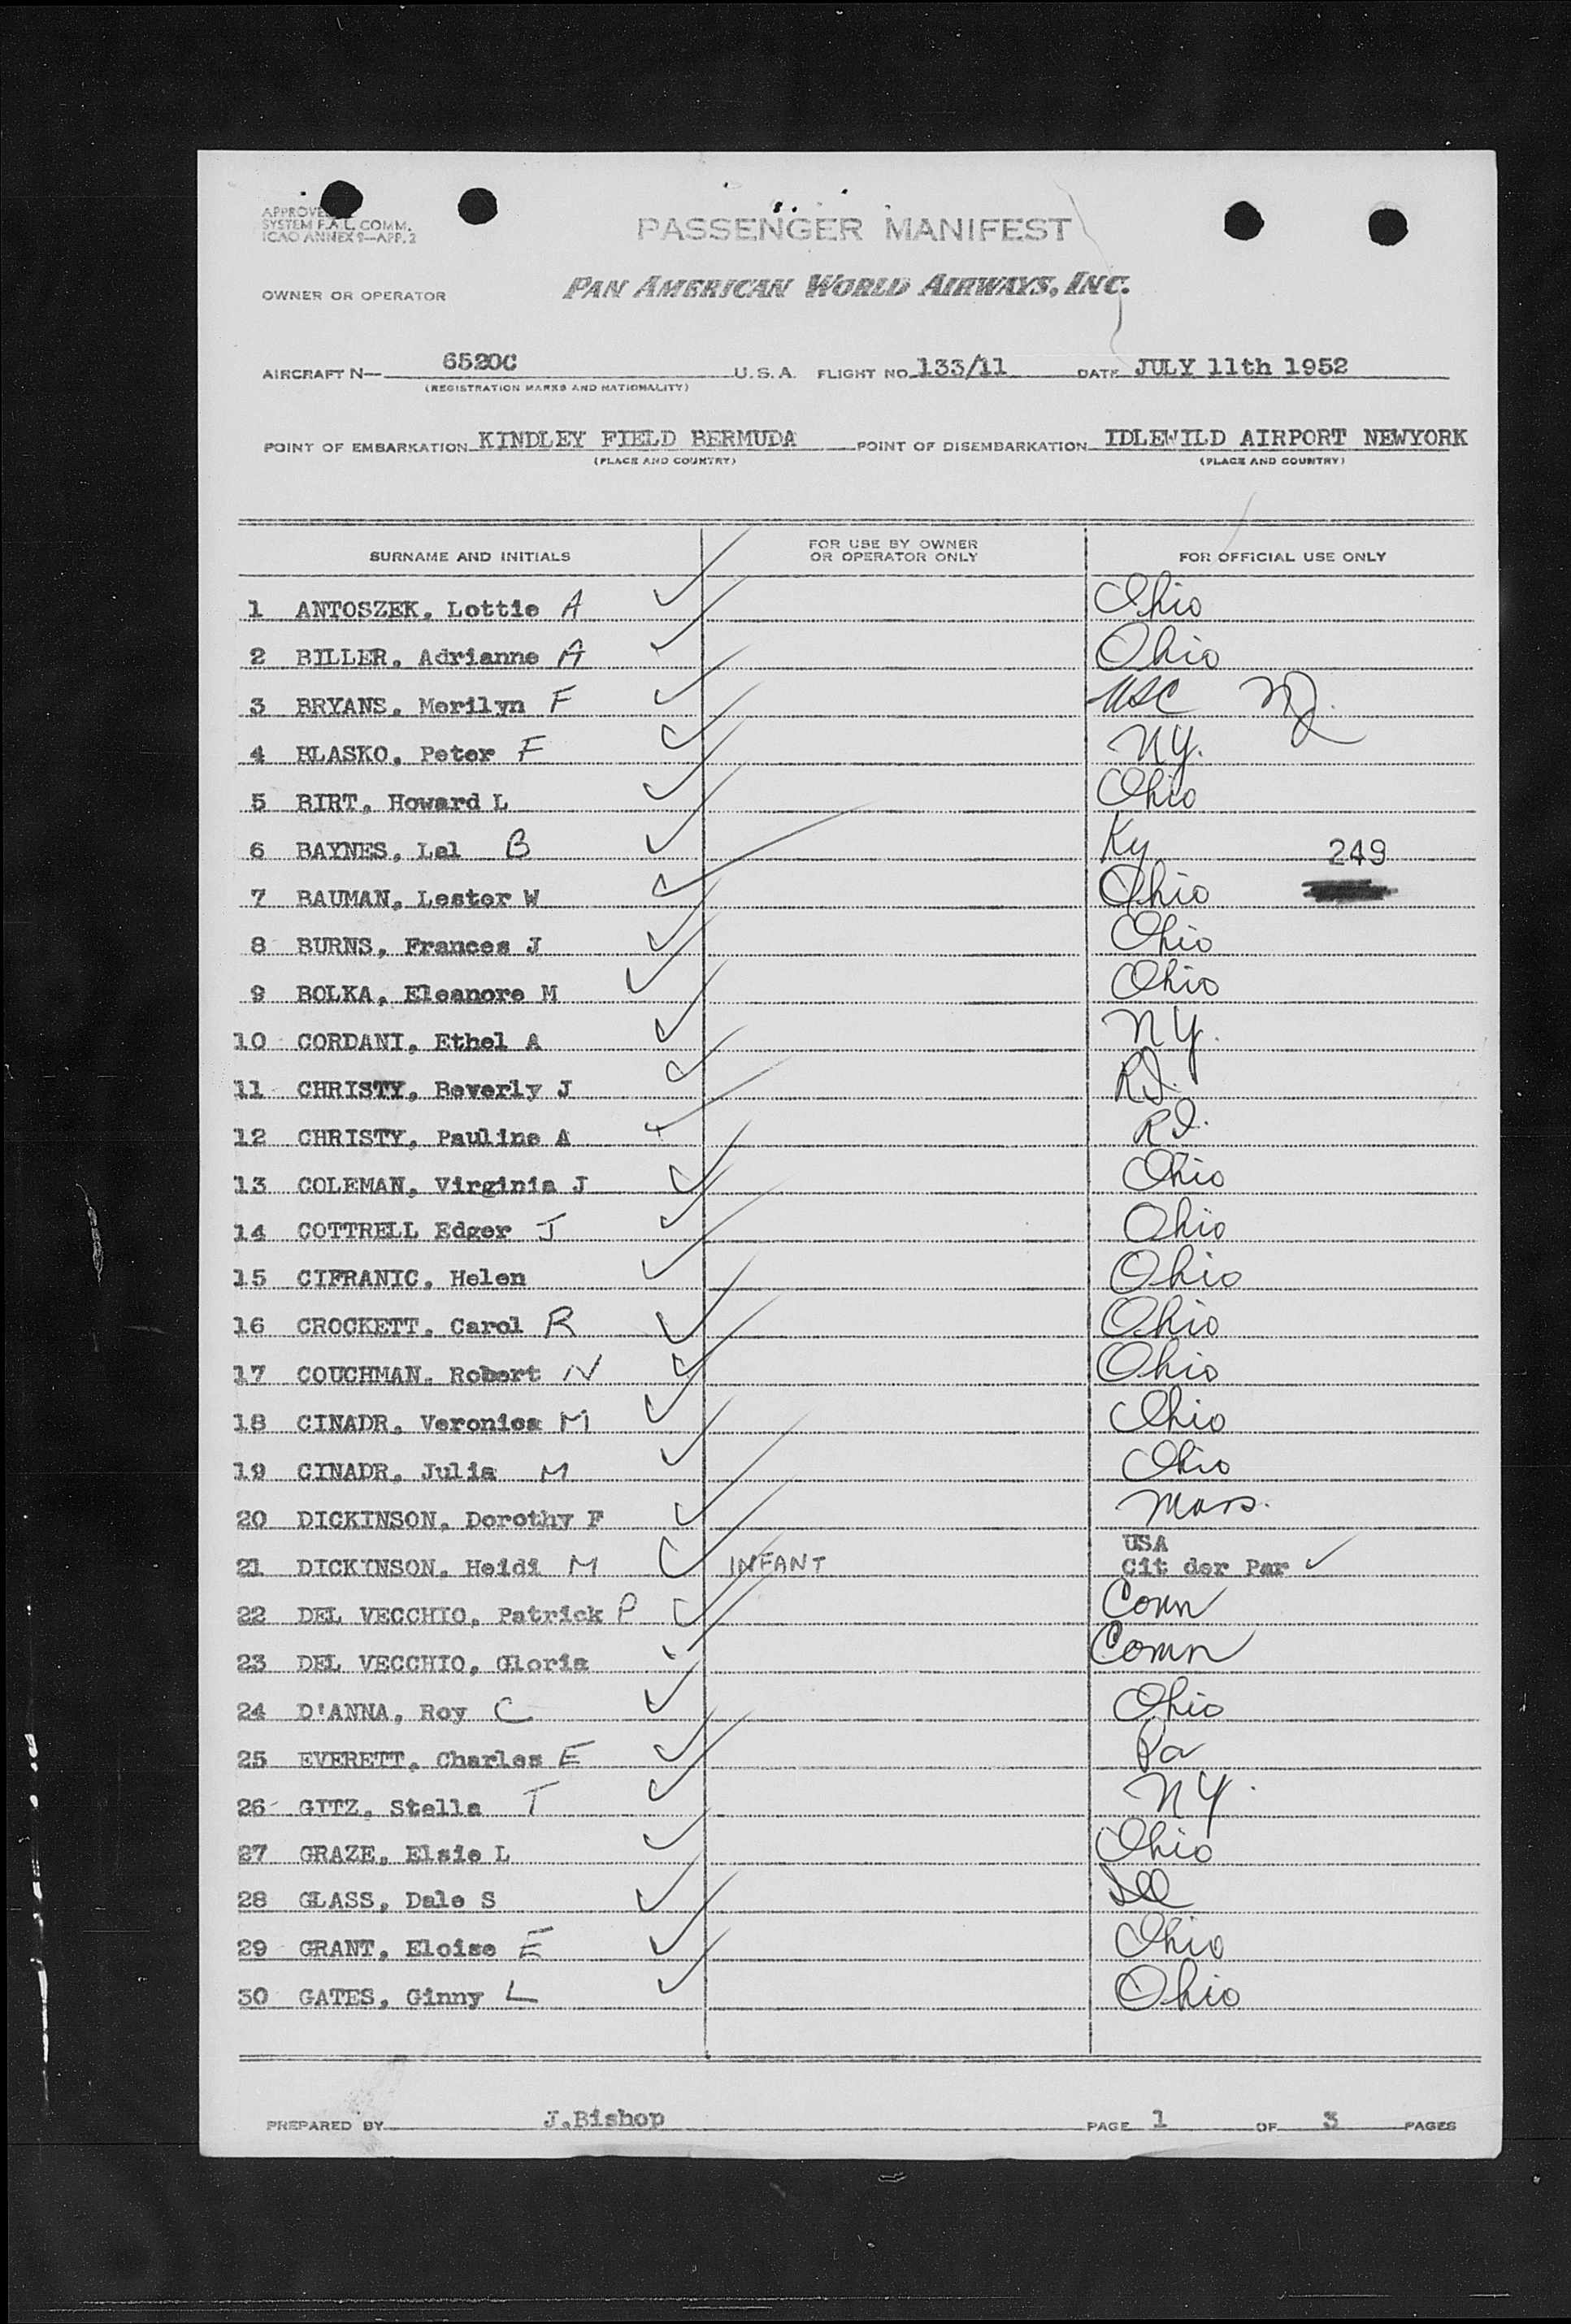 APPROVED
SYSTEM F.A.L. COMM.
ICAO ANNEX 9—APP. 2
PASSENGER MANIFEST
OWNER OR OPERATOR PAN AMERICAN WORLD AIRWAYS, INC.
AIRCRAFT N— 6520C U.S.A. FLIGHT NO. 133/11 DATE JULY 11th 1952
(REGISTRATION MARKS AND NATIONALITY)
POINT OF EMBARKATION KINDLEY FIELD BERMUDA POINT OF DISEMBARKATION IDLEWILD AIRPORT NEWYORK
(PLACE AND COUNTRY) (PLACE AND COUNTRY)
SURNAME AND INITIALS FOR USE BY OWNER OR OPERATOR ONLY FOR OFFICIAL USE ONLY
1 ANTOSZEK, Lottie A Ohio
2 BILLER, Adrianne A Ohio
3 BRYANS, Merilyn F USC NJ.
4 BLASKO, Peter F NY.
5 BIRT, Howard L Ohio
6 BAYNES, Lal B Ky 249
7 BAUMAN, Lester W Ohio
8 BURNS, Frances J Ohio
9 BOLKA, Eleanore M Ohio
10 CORDANI, Ethel A NY.
11 CHRISTY, Beverly J R.I.
12 CHRISTY, Pauline A R.I.
13 COLEMAN, Virginia J Ohio
14 COTTRELL Edger J Ohio
15 CIFRANIC, Helen Ohio
16 CROCKETT, Carol R Ohio
17 COUCHMAN, Robert N Ohio
18 CINADR, Veronica M Ohio
19 CINADR, Julia M Ohio
20 DICKINSON, Dorothy F Mass.
USA
21 DICKINSON, Heidi M INFANT Cit der Par
22 DEL VECCHIO, Patrick P Conn
23 DEL VECCHIO, Gloria Conn
24 D'ANNA, Roy C Ohio
25 EVERETT, Charles E Pa
26 GITZ, Stella T NY.
27 GRAZE, Elsie L Ohio
28 GLASS, Dale S Ill
29 GRANT, Eloise E Ohio
30 GATES, Ginny L Ohio
PREPARED BY J.Bishop PAGE 1 OF 3 PAGES